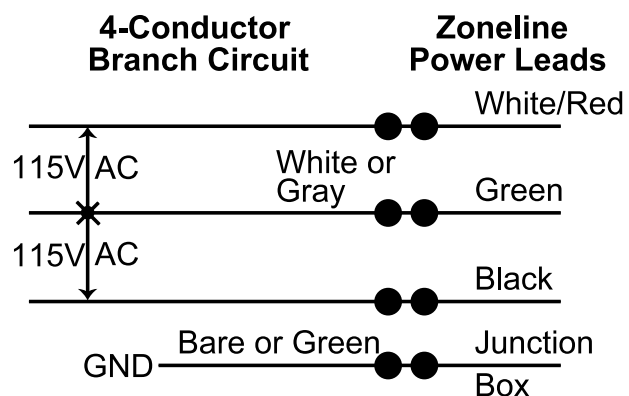 4-Conductor
Branch Circuit
Zoneline
Power Leads
White/Red
115V AC
White or
Gray
Green
115V AC
Black
GND
Bare or Green
Junction
Box